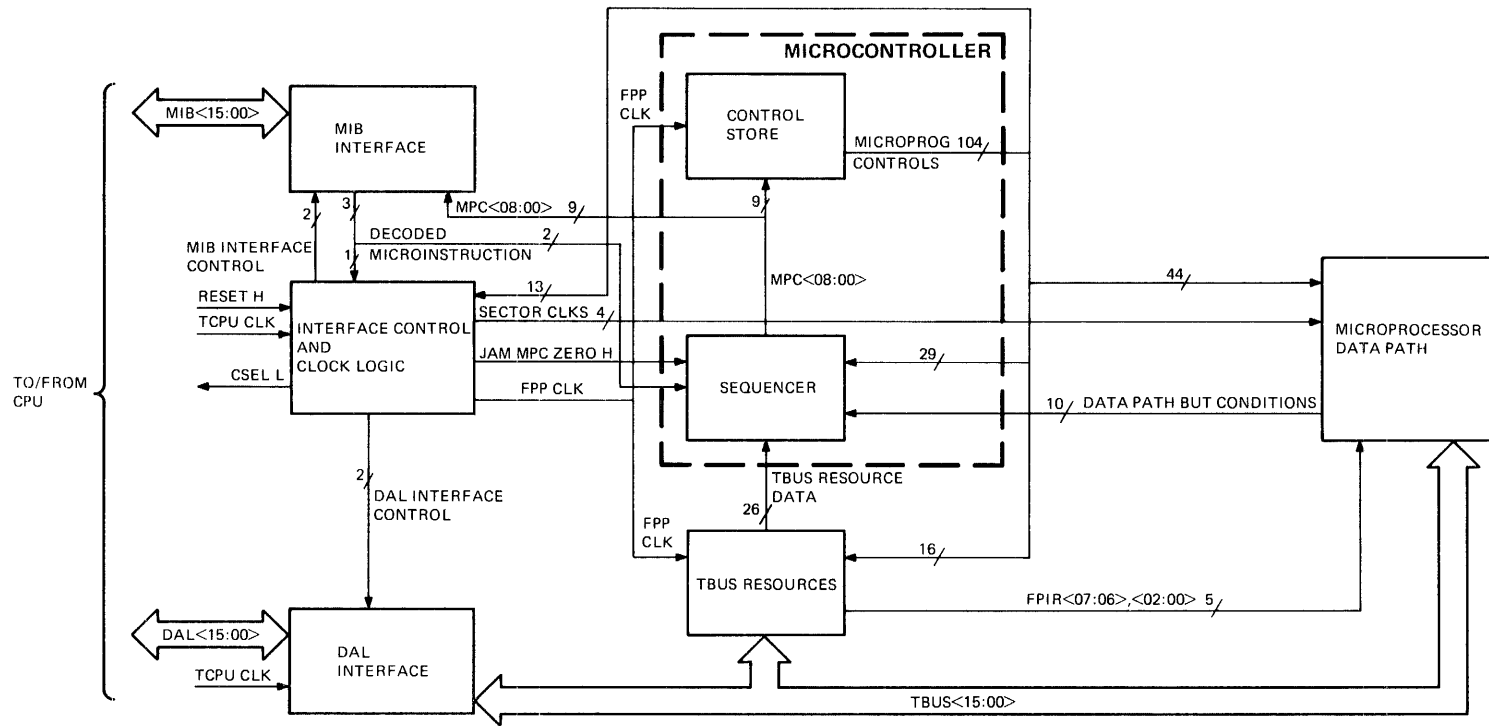 MICROCONTROLLER
MIB<15:00>
MIB
INTERFACE
FPP
CLK
CONTROL
STORE
MICROPROG 104
CONTROLS
2
3
MPC<08:00> 9
9
DECODED 2
MICROINSTRUCTION
1
MIB INTERFACE
CONTROL
MPC<08:00>
13
44
RESET H
TCPU CLK
CSEL L
INTERFACE CONTROL
AND
CLOCK LOGIC
SECTOR CLKS 4
JAM MPC ZERO H
FPP CLK
SEQUENCER
29
10 DATA PATH BUT CONDITIONS
MICROPROCESSOR
DATA PATH
TO/FROM
CPU
2
DAL INTERFACE
CONTROL
TBUS RESOURCE
DATA
26
FPP
CLK
TBUS RESOURCES
16
FPIR<07:06>,<02:00> 5
DAL<15:00>
TCPU CLK
DAL
INTERFACE
TBUS<15:00>